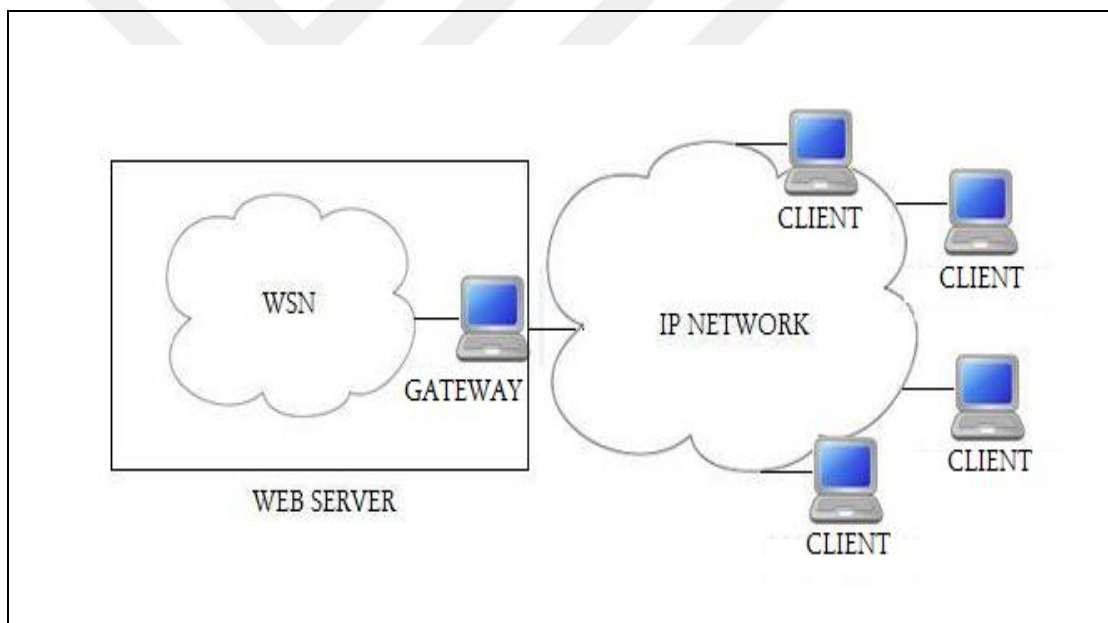 WSN
GATEWAY
WEB SERVER
IP NETWORK
CLIENT
CLIENT
CLIENT
CLIENT